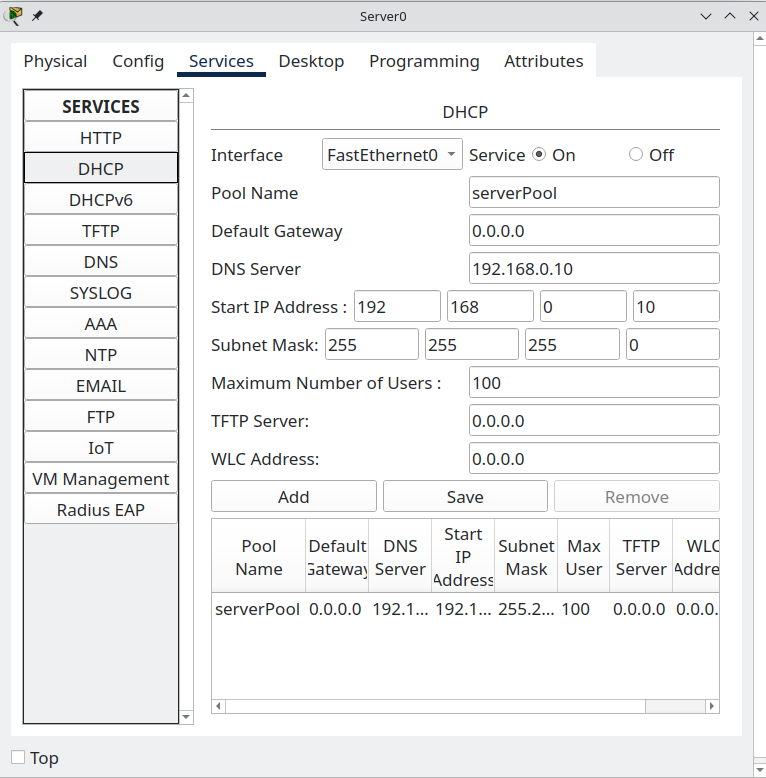 Server0
Physical Config Services Desktop Programming Attributes
SERVICES
HTTP
DHCP
DHCPv6
TFTP
DNS
SYSLOG
AAA
NTP
EMAIL
FTP
IoT
VM Management
Radius EAP
DHCP
Interface FastEthernet0 Service On Off
Pool Name serverPool
Default Gateway 0.0.0.0
DNS Server 192.168.0.10
Start IP Address : 192 168 0 10
Subnet Mask: 255 255 255 0
Maximum Number of Users : 100
TFTP Server: 0.0.0.0
WLC Address: 0.0.0.0
Add Save Remove
Pool Name Default Gateway DNS Server Start IP Address Subnet Mask Max User TFTP Server WLC Addre
serverPool 0.0.0.0 192.1... 192.1... 255.2... 100 0.0.0.0 0.0.0.
Top